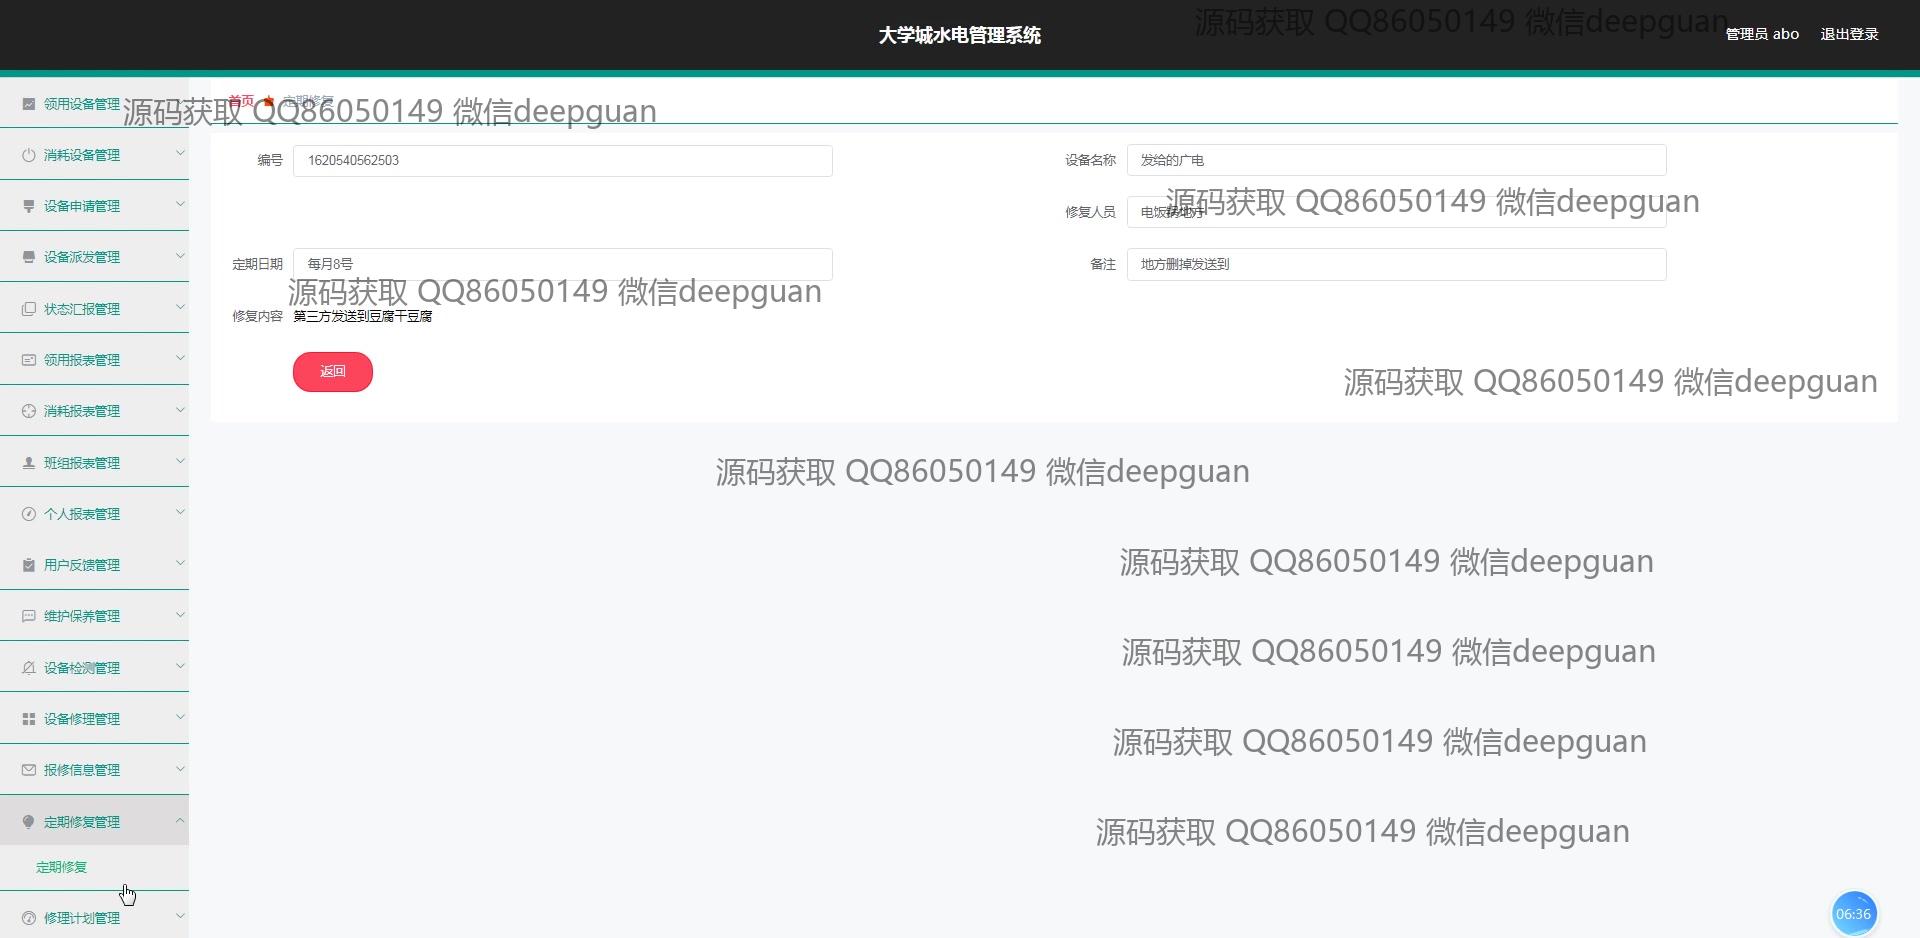 大学城水电管理系统
源码获取 QQ86050149 微信deepguan
管理员 abo
退出登录
领用设备管理
消耗设备管理
设备申请管理
设备派发管理
状态汇报管理
领用报表管理
消耗报表管理
班组报表管理
个人报表管理
用户反馈管理
维护保养管理
设备检测管理
设备修理管理
报修信息管理
定期修复管理
定期修复
修理计划管理
首页 定期修复
源码获取 QQ86050149 微信deepguan
编号 1620540562503
设备名称 发给的广电
源码获取 QQ86050149 微信deepguan
修复人员
定期日期 每月8号
备注 地方删掉发送到
源码获取 QQ86050149 微信deepguan
修复内容 第三方发送到豆腐干豆腐
返回
源码获取 QQ86050149 微信deepguan
源码获取 QQ86050149 微信deepguan
源码获取 QQ86050149 微信deepguan
源码获取 QQ86050149 微信deepguan
源码获取 QQ86050149 微信deepguan
源码获取 QQ86050149 微信deepguan
06:36